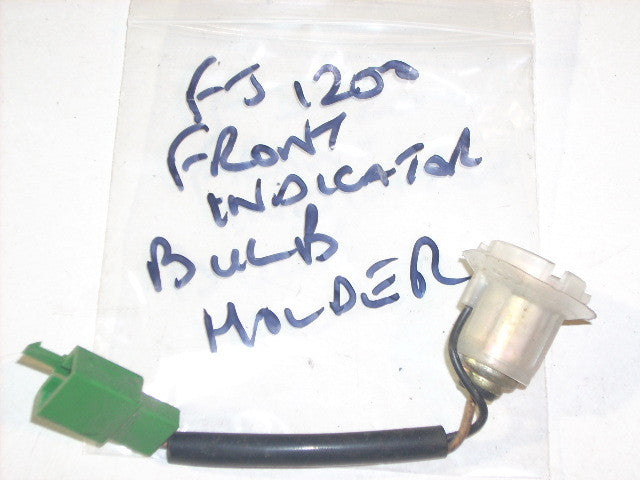 FJ 1200
FRONT
INDICATOR
BULB
HOLDER